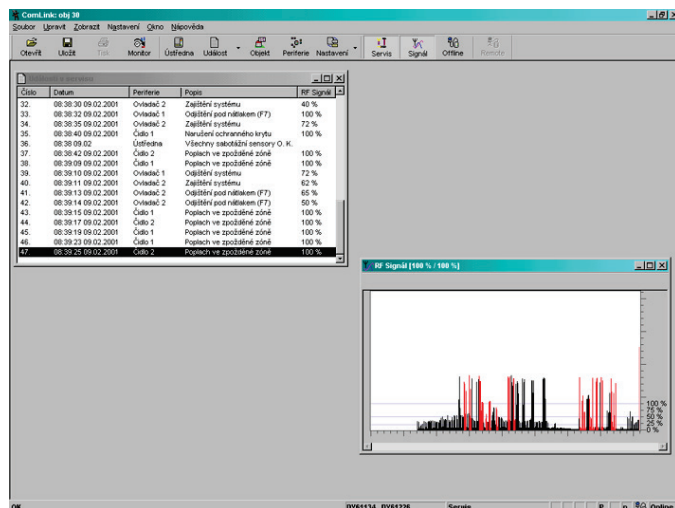 ComLink: obj 30
Soubor Upravit Zobrazit Nastavení Okno Nápověda
Otevřít Uložit Tisk Monitor Ústředna Událost Objekt Periferie Nastavení Servis Signál Offline Remote
Číslo Datum Periferie Popis RF Signál
32. 08:38:30 09.02.2001 Ovladač 2 Zajištění systému 40 %
33. 08:38:32 09.02.2001 Ovladač 1 Odjištění pod nátlakem (F7) 100 %
34. 08:38:35 09.02.2001 Ovladač 2 Zajištění systému 72 %
35. 08:38:40 09.02.2001 Čidlo 1 Narušení ochranného krytu 100 %
36. 08:38 09.02 Ústředna Všechny sabotážní sensory O. K.
37. 08:38:42 09.02.2001 Čidlo 2 Poplach ve zpožděné zóně 100 %
38. 08:39:09 09.02.2001 Čidlo 1 Poplach ve zpožděné zóně 100 %
39. 08:39:10 09.02.2001 Ovladač 1 Odjištění systému 72 %
40. 08:39:11 09.02.2001 Ovladač 2 Zajištění systému 62 %
41. 08:39:13 09.02.2001 Ovladač 2 Odjištění pod nátlakem (F7) 65 %
42. 08:39:14 09.02.2001 Ovladač 2 Odjištění pod nátlakem (F7) 50 %
43. 08:39:15 09.02.2001 Čidlo 1 Poplach ve zpožděné zóně 100 %
44. 08:39:17 09.02.2001 Čidlo 2 Poplach ve zpožděné zóně 100 %
45. 08:39:19 09.02.2001 Čidlo 1 Poplach ve zpožděné zóně 100 %
46. 08:39:23 09.02.2001 Čidlo 1 Poplach ve zpožděné zóně 100 %
47. 08:39:25 09.02.2001 Čidlo 2 Poplach ve zpožděné zóně 100 %
RF Signál [100 % / 100 %]
100 %
75 %
50 %
25 %
0 %
OK DY61134 DY61226 Servis P p Online